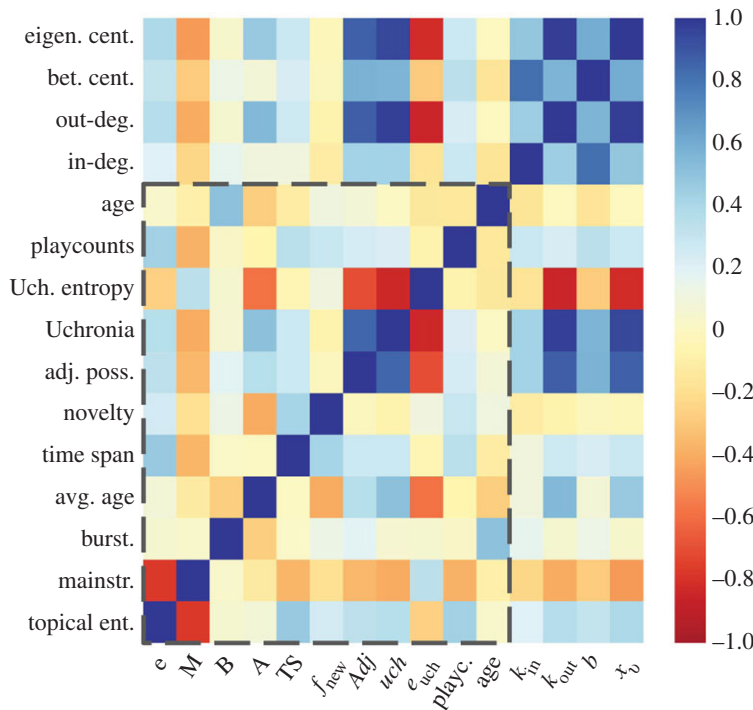 eigen. cent.
bet. cent.
out-deg.
in-deg.
age
playcounts
Uch. entropy
Uchronia
adj. poss.
novelty
time span
avg. age
burst.
mainstr.
topical ent.
e M B A TS f_new Adj uch e_uch playc. age k_in k_out b x_υ
1.0
0.8
0.6
0.4
0.2
0
–0.2
–0.4
–0.6
–0.8
–1.0